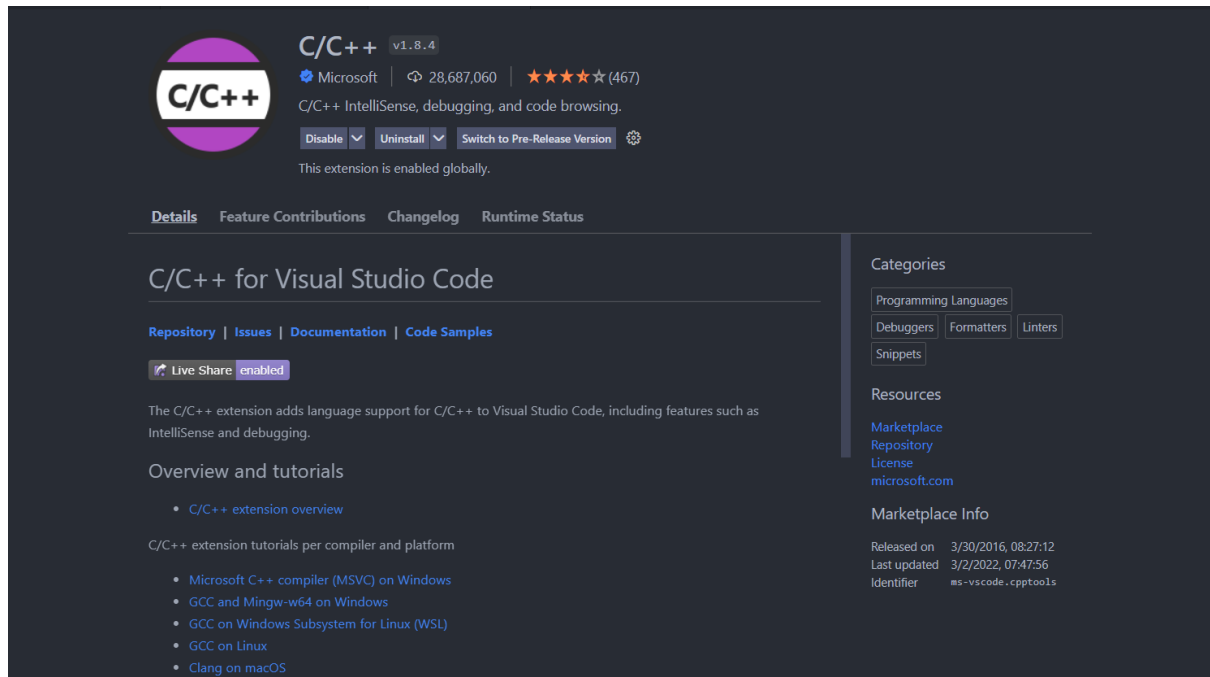 C/C++ v1.8.4
C/C++
Microsoft 28,687,060 (467)
C/C++ IntelliSense, debugging, and code browsing.
Disable Uninstall Switch to Pre-Release Version
This extension is enabled globally.
Details Feature Contributions Changelog Runtime Status
C/C++ for Visual Studio Code
Repository | Issues | Documentation | Code Samples
Live Share enabled
The C/C++ extension adds language support for C/C++ to Visual Studio Code, including features such as
IntelliSense and debugging.
Overview and tutorials
• C/C++ extension overview
C/C++ extension tutorials per compiler and platform
• Microsoft C++ compiler (MSVC) on Windows
• GCC and Mingw-w64 on Windows
• GCC on Windows Subsystem for Linux (WSL)
• GCC on Linux
• Clang on macOS
Categories
Programming Languages
Debuggers Formatters Linters
Snippets
Resources
Marketplace
Repository
License
microsoft.com
Marketplace Info
Released on 3/30/2016, 08:27:12
Last updated 3/2/2022, 07:47:56
Identifier ms-vscode.cpptools